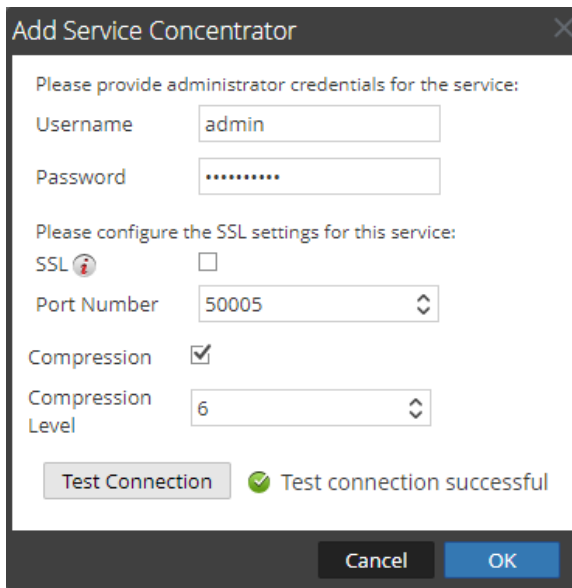 Add Service Concentrator
Please provide administrator credentials for the service:
Username admin
Password ••••••••••
Please configure the SSL settings for this service:
SSL
Port Number 50005
Compression
Compression
Level 6
Test Connection Test connection successful
Cancel OK